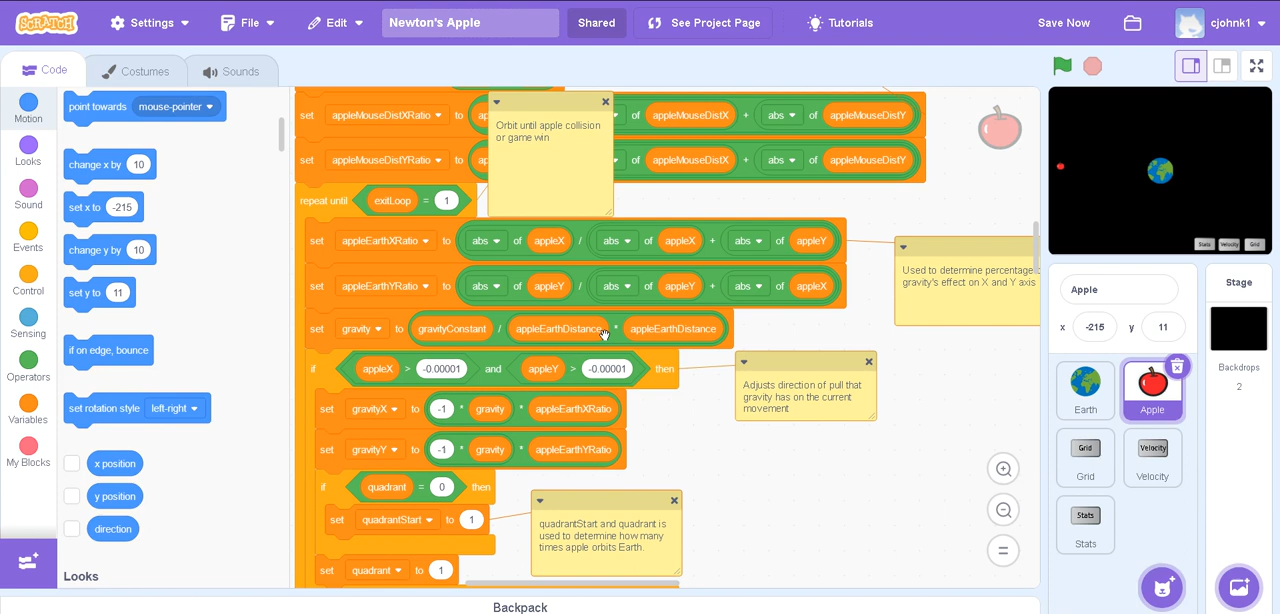 SCRATCH Settings File Edit Newton's Apple Shared See Project Page Tutorials Save Now cjohnk1
Code Costumes Sounds
Motion
Looks
Sound
Events
Control
Sensing
Operators
Variables
My Blocks
point towards mouse-pointer
change x by 10
set x to -215
change y by 10
set y to 11
if on edge, bounce
set rotation style left-right
x position
y position
direction
Looks
set appleMouseDistXRatio to of appleMouseDistX + abs of appleMouseDistY
set appleMouseDistYRatio to of appleMouseDistX + abs of appleMouseDistY
Orbit until apple collision
or game win
repeat until exitLoop = 1
set appleEarthXRatio to abs of appleX / abs of appleX + abs of appleY
set appleEarthYRatio to abs of appleY / abs of appleY + abs of appleX
Used to determine percentage
gravity's effect on X and Y axis
set gravity to gravityConstant / appleEarthDistance * appleEarthDistance
if appleX > -0.00001 and appleY > -0.00001 then
Adjusts direction of pull that
gravity has on the current
movement
set gravityX to -1 * gravity * appleEarthXRatio
set gravityY to -1 * gravity * appleEarthYRatio
if quadrant = 0 then
set quadrantStart to 1
quadrantStart and quadrant is
used to determine how many
times apple orbits Earth.
set quadrant to 1
Backpack
Stats Velocity Grid
Apple
x -215 y 11
Earth
Apple
Grid
Grid
Velocity
Velocity
Stats
Stats
Stage
Backdrops
2